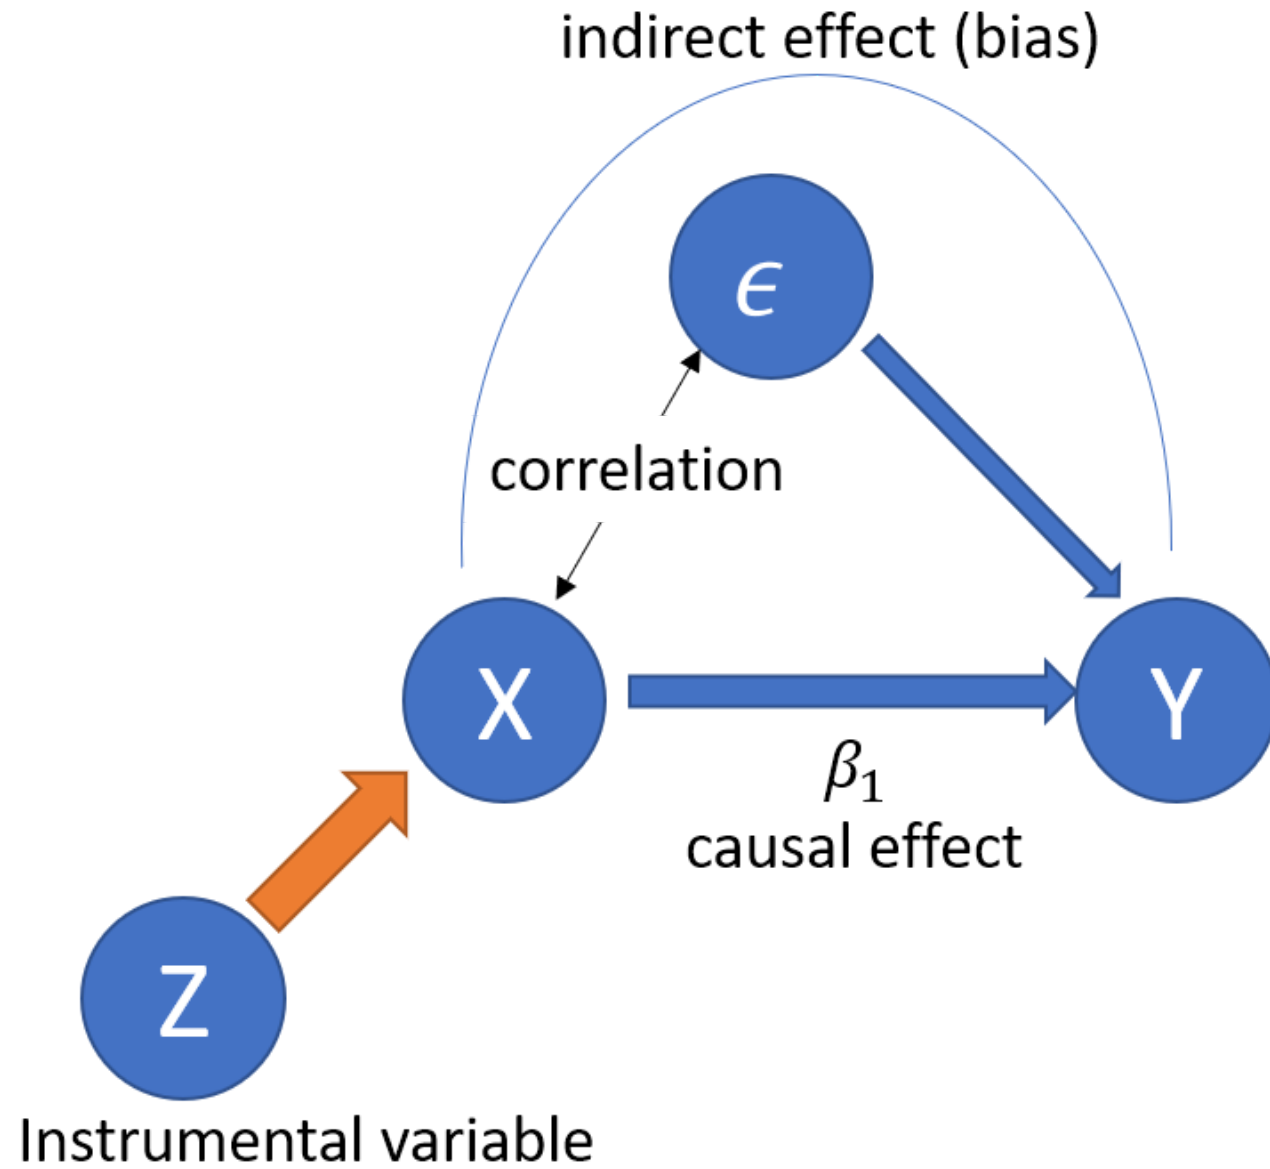 indirect effect (bias)
ϵ
correlation
X
Y
β₁
causal effect
Z
Instrumental variable